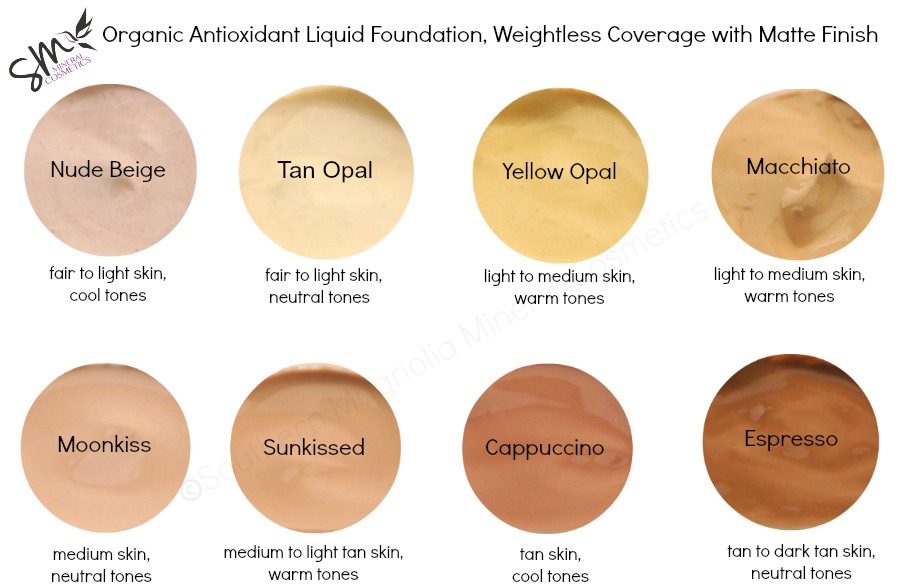 SM
MINERAL
COSMETICS
Organic Antioxidant Liquid Foundation, Weightless Coverage with Matte Finish
Nude Beige
fair to light skin,
cool tones
Tan Opal
fair to light skin,
neutral tones
Yellow Opal
light to medium skin,
warm tones
Macchiato
light to medium skin,
warm tones
Moonkiss
medium skin,
neutral tones
Sunkissed
medium to light tan skin,
warm tones
Cappuccino
tan skin,
cool tones
Espresso
tan to dark tan skin,
neutral tones
©Southern Magnolia Mineral Cosmetics